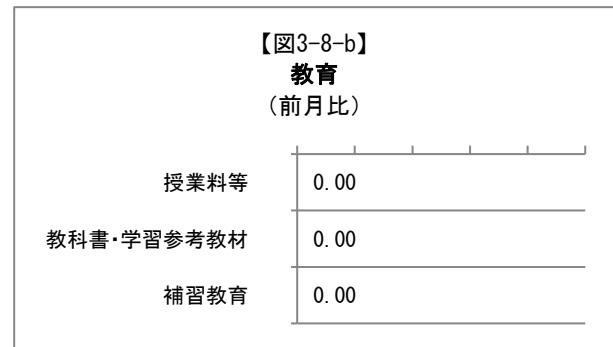 【図3-8-b】
教育
（前月比）
授業料等 0.00
教科書・学習参考教材 0.00
補習教育 0.00